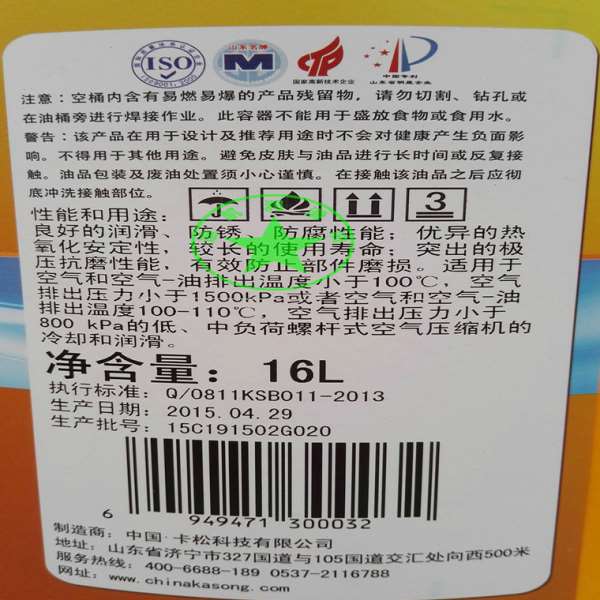 ISO
ISO9001:2000
山东名牌
M
国家高新技术企业
中国专利
山东省明星企业
注意：空桶内含有易燃易爆的产品残留物，请勿切割、钻孔或
在油桶旁进行焊接作业。此容器不能用于盛放食物或食用水。
警告：该产品在用于设计及推荐用途时不会对健康产生负面影
响。不得用于其他用途。避免皮肤与油品进行长时间或反复接
触。油品包装及废油处置须小心谨慎。在接触该油品之后应彻
底冲洗接触部位。
3
性能和用途：
良好的润滑、防锈、防腐性能；优异的热
氧化安定性，较长的使用寿命；突出的极
压抗磨性能，有效防止部件磨损。适用于
空气和空气-油排出温度小于100℃，空气
排出压力小于1500kPa或者空气和空气-油
排出温度100-110℃，空气排出压力小于
800 kPa的低、中负荷螺杆式空气压缩机的
冷却和润滑。
净含量：16L
执行标准：Q/0811KSB011-2013
生产日期：2015.04.29
生产批号：15C191502G020
6 949471 300032
制造商：中国·卡松科技有限公司
地址：山东省济宁市327国道与105国道交汇处向西500米
服务热线：400-6688-189 0537-2116788
网址：www.chinakasong.com